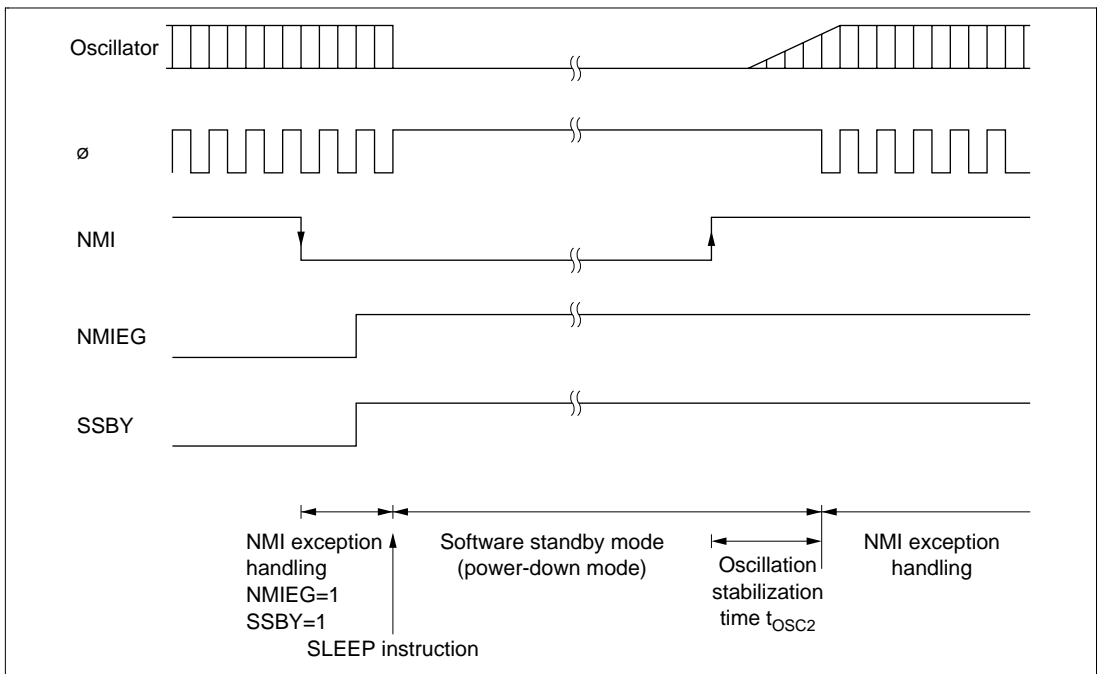 Oscillator
ø
NMI
NMIEG
SSBY
NMI exception
handling
NMIEG=1
SSBY=1
SLEEP instruction
Software standby mode
(power-down mode)
Oscillation
stabilization
time tOSC2
NMI exception
handling